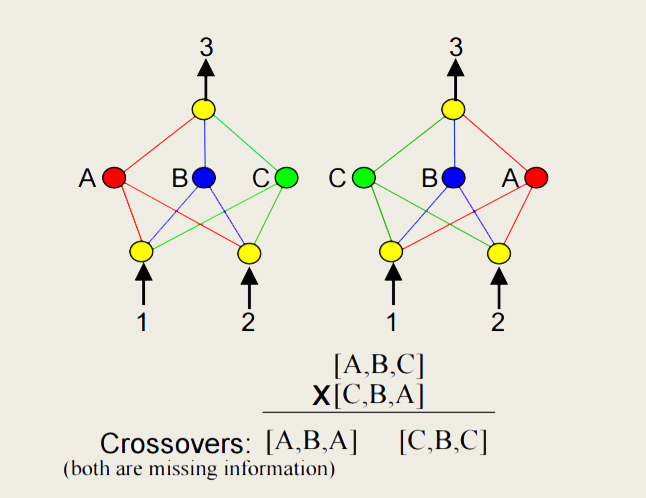 3 3
A B C C B A
1 2 1 2
[A,B,C]
X[C,B,A]
Crossovers: [A,B,A] [C,B,C]
(both are missing information)